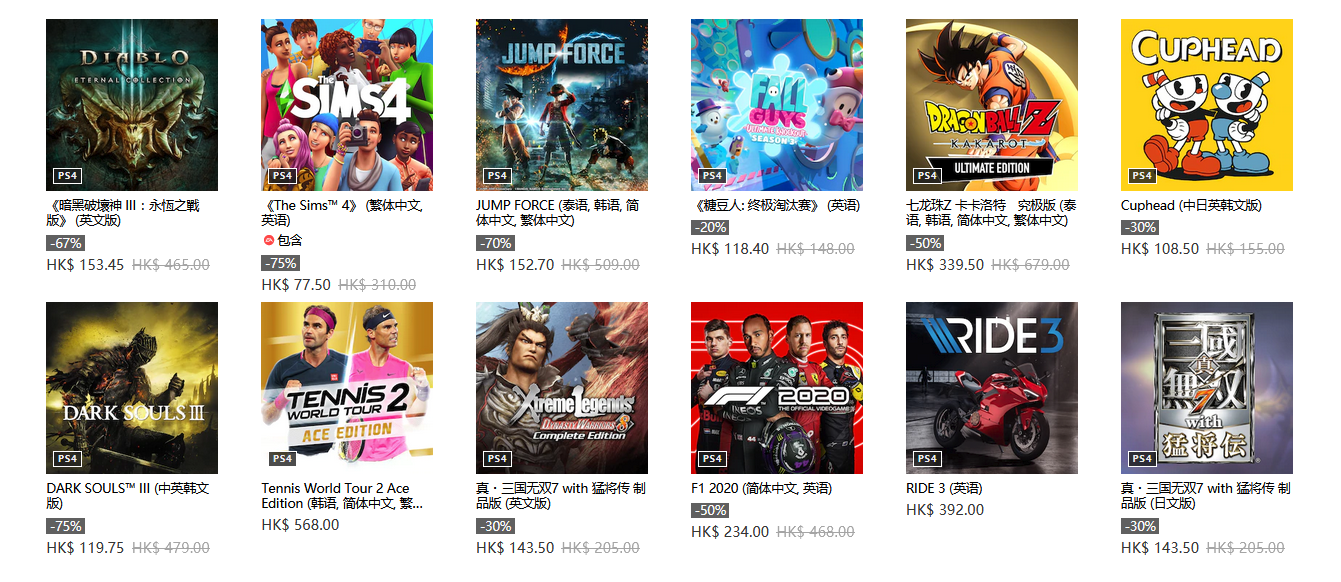 DIABLO
ETERNAL COLLECTION
PS4
《暗黑破壞神 III：永恆之戰
版》 (英文版)
-67%
HK$ 153.45 HK$ 465.00
The
SIMS4
PS4
《The Sims™ 4》 (繁体中文,
英语)
包含
-75%
HK$ 77.50 HK$ 310.00
JUMP FORCE
PS4
JUMP FORCE (泰语, 韩语, 简
体中文, 繁体中文)
-70%
HK$ 152.70 HK$ 509.00
FALL
GUYS
ULTIMATE KNOCKOUT
SEASON 3
PS4
《糖豆人: 终极淘汰赛》 (英语)
-20%
HK$ 118.40 HK$ 148.00
DRAGON BALL Z
KAKAROT
ULTIMATE EDITION
PS4
七龙珠Z 卡卡洛特　究极版 (泰
语, 韩语, 简体中文, 繁体中文)
-50%
HK$ 339.50 HK$ 679.00
CUPHEAD
PS4
Cuphead (中日英韩文版)
-30%
HK$ 108.50 HK$ 155.00
DARK SOULS III
PS4
DARK SOULS™ III (中英韩文
版)
-75%
HK$ 119.75 HK$ 479.00
TENNIS
WORLD TOUR 2
ACE EDITION
PS4
Tennis World Tour 2 Ace
Edition (韩语, 简体中文, 繁...
HK$ 568.00
Xtreme Legends
DYNASTY WARRIORS 8
Complete Edition
PS4
真・三国无双7 with 猛将传 制
品版 (英文版)
-30%
HK$ 143.50 HK$ 205.00
F1 2020
THE OFFICIAL VIDEOGAME
INEOS
44
PS4
F1 2020 (简体中文, 英语)
-50%
HK$ 234.00 HK$ 468.00
RIDE 3
PS4
RIDE 3 (英语)
HK$ 392.00
真
三國
無双
7
with
猛将伝
PS4
真・三国无双7 with 猛将传 制
品版 (日文版)
-30%
HK$ 143.50 HK$ 205.00